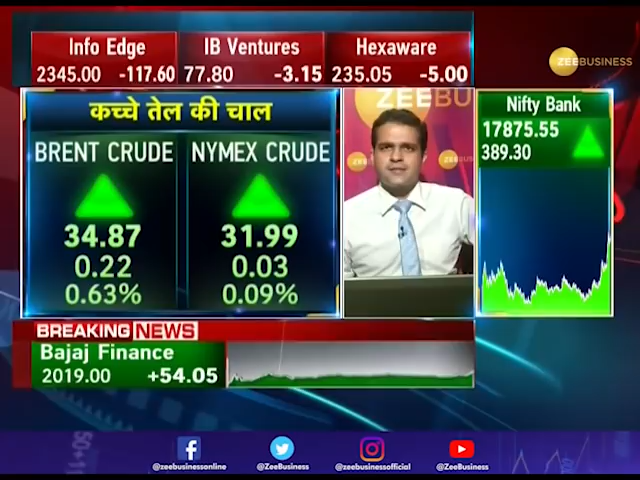 Info Edge
2345.00 -117.60
IB Ventures
77.80 -3.15
Hexaware
235.05 -5.00
ZEEBUSINESS
कच्चे तेल की चाल
BRENT CRUDE
34.87
0.22
0.63%
NYMEX CRUDE
31.99
0.03
0.09%
ZEEBU
Nifty Bank
17875.55
389.30
BREAKING NEWS
Bajaj Finance
2019.00 +54.05
@zeebusinessonline
@ZeeBusiness
@zeebusinessofficial
@ZeeBusiness